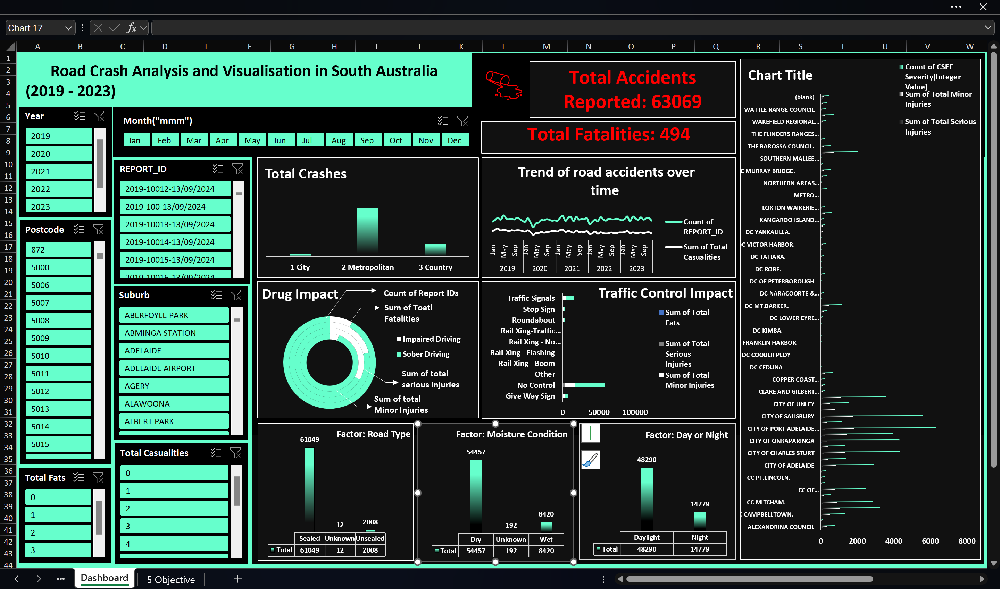 Chart 17
fx
A B C D E F G H I J K L M N O P Q R S T U V W
1
2
3
4
5
6
7
8
9
10
11
12
13
14
15
16
17
18
19
20
21
22
23
24
25
26
27
28
29
30
31
32
33
34
35
36
37
38
39
40
41
42
43
44
Road Crash Analysis and Visualisation in South Australia
(2019 - 2023)
Total Accidents
Reported: 63069
Total Fatalities: 494
Year
2019
2020
2021
2022
2023
Month("mmm")
Jan Feb Mar Apr May Jun Jul Aug Sep Oct Nov Dec
Postcode
872
5000
5006
5007
5008
5009
5010
5011
5012
5013
5014
5015
Total Fats
0
1
2
3
REPORT_ID
2019-10012-13/09/2024
2019-100-13/09/2024
2019-10013-13/09/2024
2019-10014-13/09/2024
2019-10015-13/09/2024
2019-10016-13/09/2024
Suburb
ABERFOYLE PARK
ABMINGA STATION
ADELAIDE
ADELAIDE AIRPORT
AGERY
ALAWOONA
ALBERT PARK
Total Casualities
0
1
2
3
4
Total Crashes
1 City 2 Metropolitan 3 Country
Trend of road accidents over
time
Count of
REPORT_ID
Sum of Total
Casualities
Jan May Sep Jan May Sep Jan May Sep Jan May Sep Jan May Sep
2019 2020 2021 2022 2023
Drug Impact
Count of Report IDs
Sum of Toatl
Fatalities
Impaired Driving
Sober Driving
Sum of total
serious injuries
Sum of total
Minor Injuries
Traffic Control Impact
Traffic Signals
Stop Sign
Roundabout
Rail Xing-Traffic...
Rail Xing - No...
Rail Xing - Flashing
Rail Xing - Boom
Other
No Control
Give Way Sign
0 50000 100000
Sum of Total
Fats
Sum of Total
Serious
Injuries
Sum of Total
Minor Injuries
Factor: Road Type
61049
12
2008
Sealed Unknown Unsealed
Total 61049 12 2008
Factor: Moisture Condition
54457
192
8420
Dry Unknown Wet
Total 54457 192 8420
Factor: Day or Night
48290
14779
Daylight Night
Total 48290 14779
Chart Title
Count of CSEF
Severity(Integer
Value)
Sum of Total Minor
Injuries
Sum of Total Serious
Injuries
(blank)
WATTLE RANGE COUNCIL
WAKEFIELD REGIONAL...
THE FLINDERS RANGES...
THE BAROSSA COUNCIL.
SOUTHERN MALLEE...
C MURRAY BRIDGE.
NORTHERN AREAS...
METRO...
LOXTON WAIKERIE...
KANGAROO ISLAND...
DC YANKALILLA.
DC VICTOR HARBOR.
DC TATIARA.
DC ROBE.
DC OF PETERBOROUGH
DC NARACOORTE &...
DC MT.BARKER.
DC LOWER EYRE...
DC KIMBA.
FRANKLIN HARBOR.
DC COOBER PEDY
DC CEDUNA
COPPER COAST...
CLARE AND GILBERT...
CITY OF UNLEY
CITY OF SALISBURY
CITY OF PORT ADELAIDE...
CITY OF ONKAPARINGA
CITY OF CHARLES STURT
CITY OF ADELAIDE
CC PT.LINCOLN.
CC OF...
CC MITCHAM.
C CAMPBELLTOWN.
ALEXANDRINA COUNCIL
0 2000 4000 6000 8000
Dashboard
5 Objective